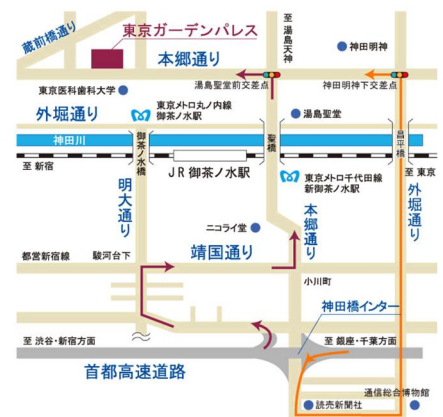 蔵前橋通り
東京ガーデンパレス
本郷通り
至 湯島天神
神田明神
東京医科歯科大学
湯島聖堂前交差点
神田明神下交差点
外堀通り
東京メトロ丸ノ内線
御茶ノ水駅
湯島聖堂
神田川
御茶ノ水橋
聖橋
昌平橋
至 新宿
JR 御茶ノ水駅
東京メトロ千代田線
新御茶ノ水駅
至 東京
明大通り
本郷通り
外堀通り
ニコライ堂
靖国通り
都営新宿線
駿河台下
小川町
神田橋インター
至 渋谷・新宿方面
至 銀座・千葉方面
首都高速道路
通信総合博物館
読売新聞社